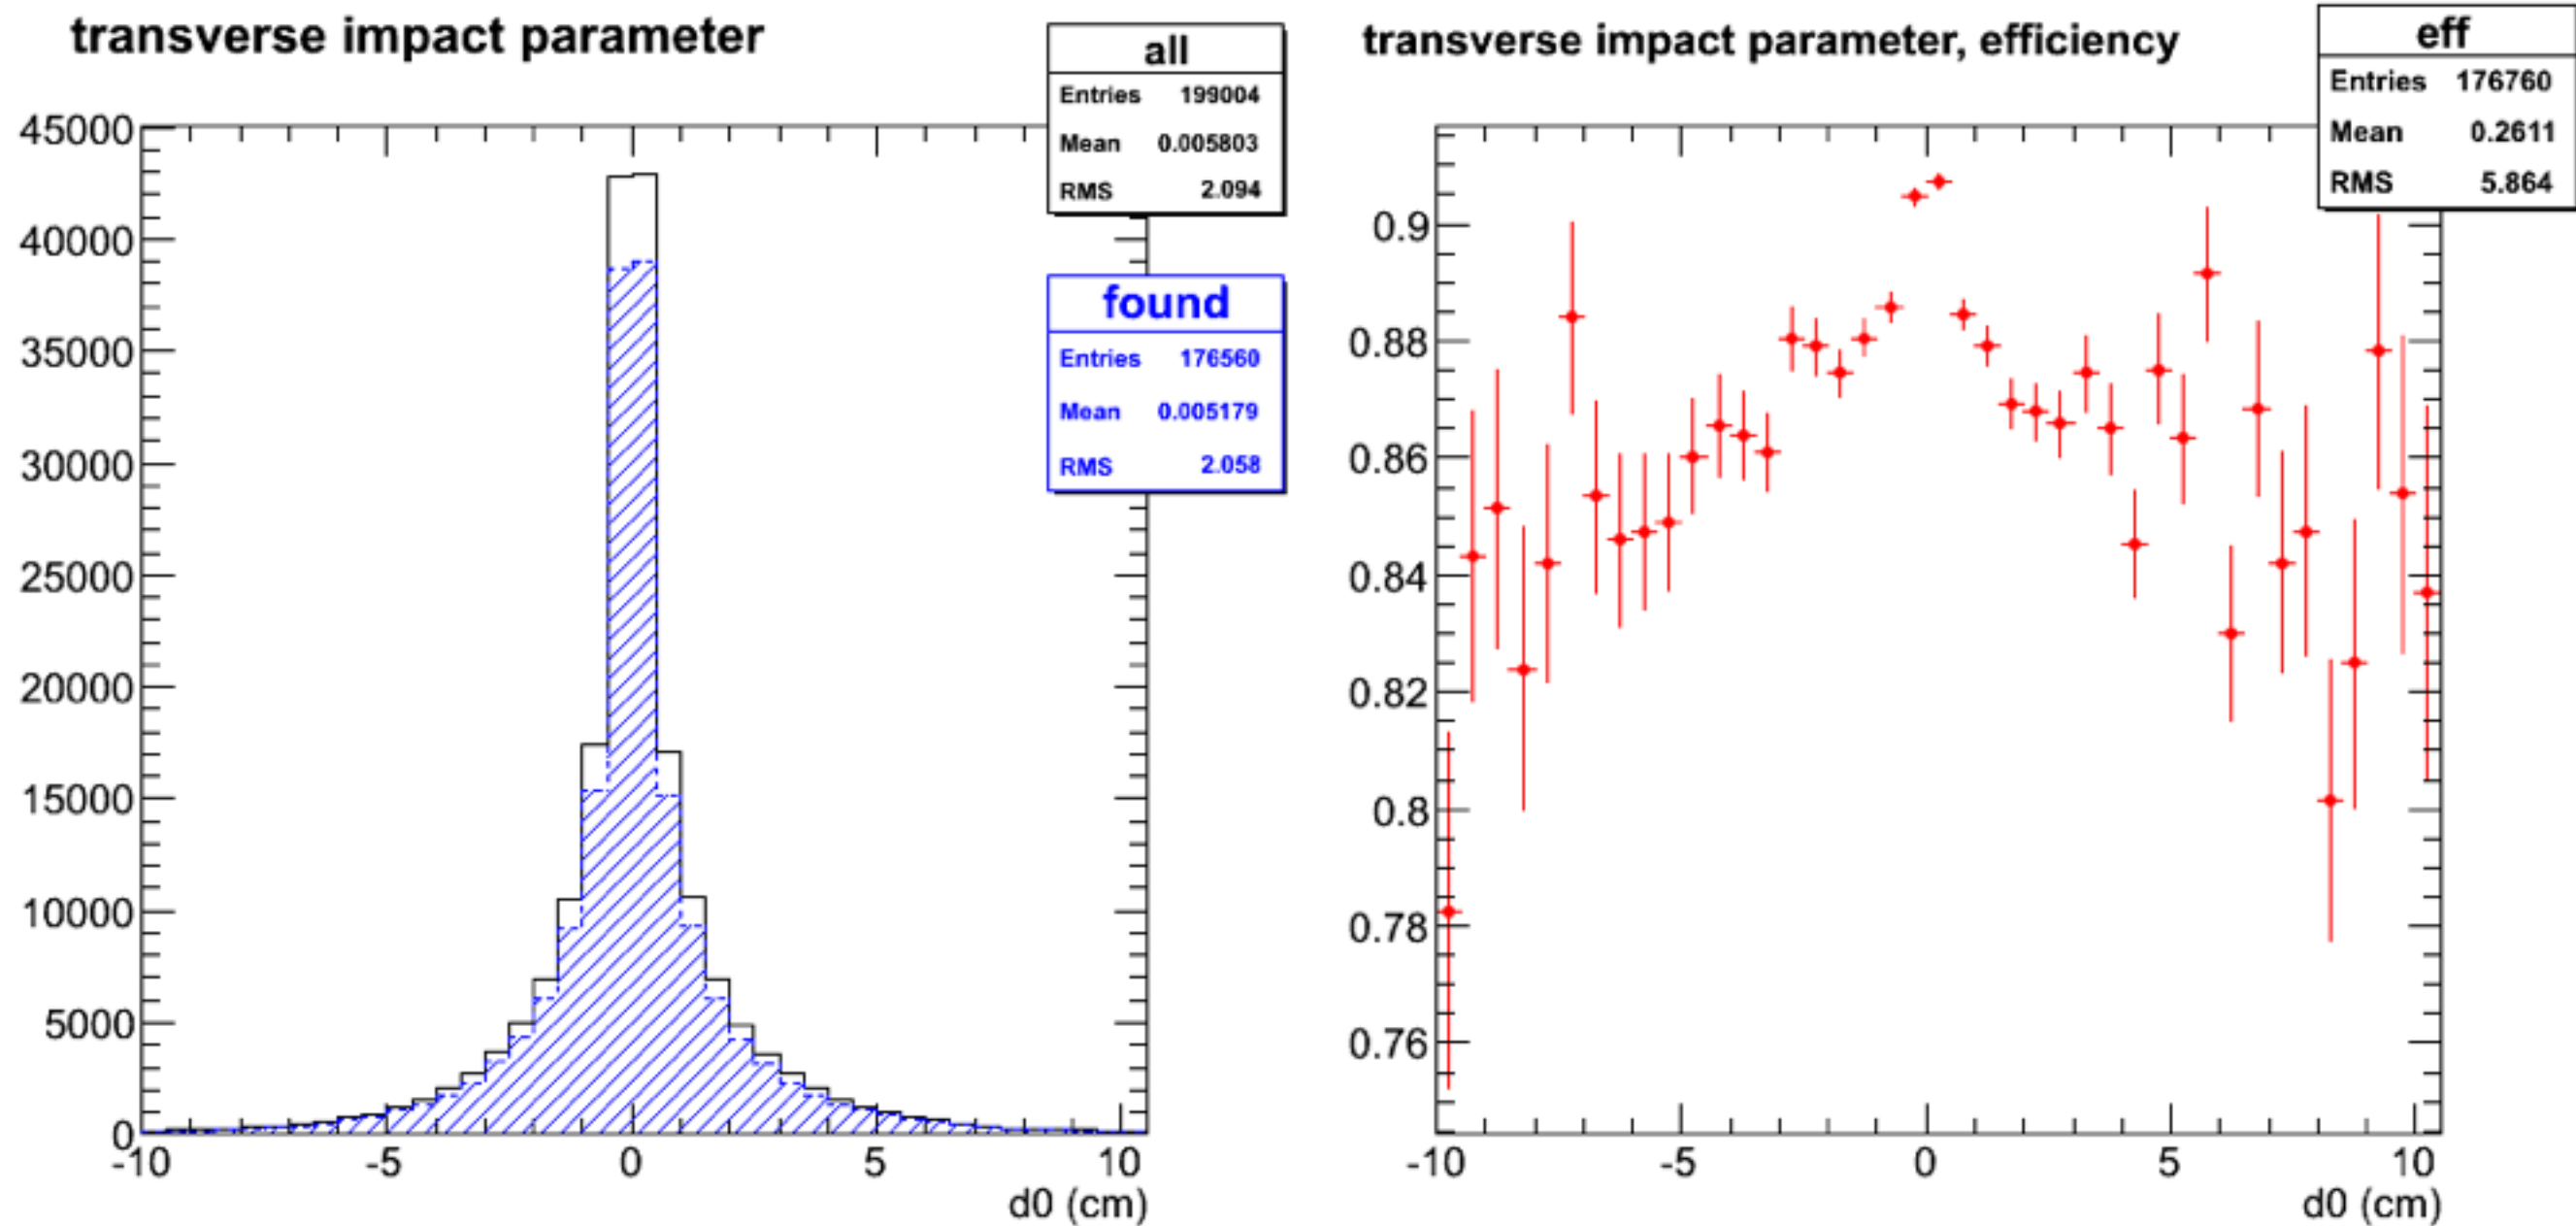 transverse impact parameter
all
Entries 199004
Mean 0.005803
RMS 2.094
found
Entries 176560
Mean 0.005179
RMS 2.058
45000
40000
35000
30000
25000
20000
15000
10000
5000
0
-10 -5 0 5 10
d0 (cm)
transverse impact parameter, efficiency
eff
Entries 176760
Mean 0.2611
RMS 5.864
0.9
0.88
0.86
0.84
0.82
0.8
0.78
0.76
-10 -5 0 5 10
d0 (cm)